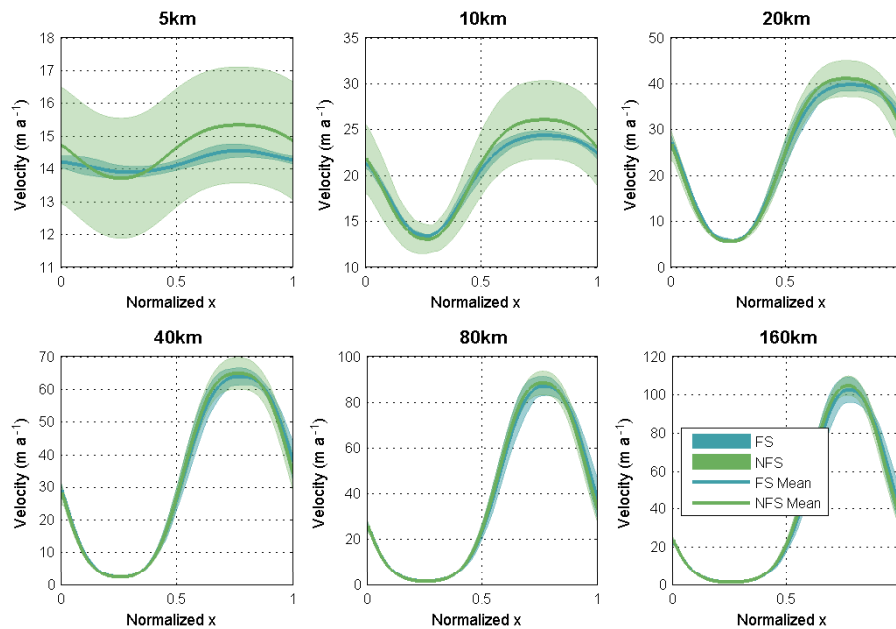 5km
10km
20km
Velocity (m a⁻¹)
18
17
16
15
14
13
12
11
0
0.5
1
Normalized x
Velocity (m a⁻¹)
35
30
25
20
15
10
0
0.5
1
Normalized x
Velocity (m a⁻¹)
50
40
30
20
10
0
0
0.5
Normalized x
40km
80km
160km
Velocity (m a⁻¹)
70
60
50
40
30
20
10
0
0
0.5
1
Normalized x
Velocity (m a⁻¹)
100
80
60
40
20
0
0
0.5
1
Normalized x
Velocity (m a⁻¹)
120
100
80
60
40
20
0
0
0.5
Normalized x
FS
NFS
FS Mean
NFS Mean